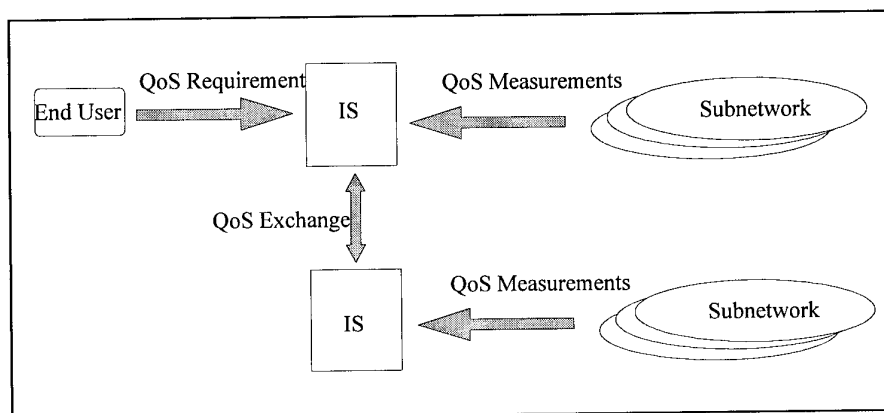 QoS Requirement
QoS Measurements
End User
IS
Subnetwork
QoS Exchange
QoS Measurements
IS
Subnetwork